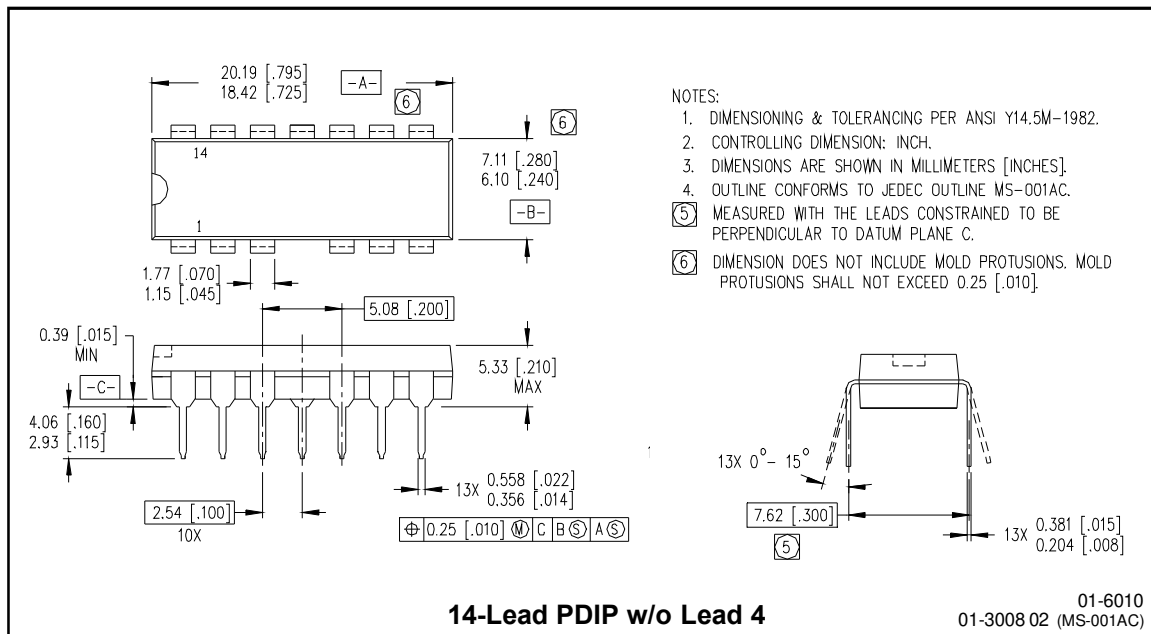 20.19 [.795]
18.42 [.725]
-A-
6
6
14
1
7.11 [.280]
6.10 [.240]
-B-
1.77 [.070]
1.15 [.045]
5.08 [.200]
0.39 [.015]
MIN
-C-
5.33 [.210]
MAX
4.06 [.160]
2.93 [.115]
13X 0.558 [.022]
0.356 [.014]
2.54 [.100]
10X
⌖ 0.25 [.010] Ⓜ C B Ⓢ A Ⓢ
NOTES:
1. DIMENSIONING & TOLERANCING PER ANSI Y14.5M-1982.
2. CONTROLLING DIMENSION: INCH.
3. DIMENSIONS ARE SHOWN IN MILLIMETERS [INCHES].
4. OUTLINE CONFORMS TO JEDEC OUTLINE MS-001AC.
5 MEASURED WITH THE LEADS CONSTRAINED TO BE
PERPENDICULAR TO DATUM PLANE C.
6 DIMENSION DOES NOT INCLUDE MOLD PROTUSIONS. MOLD
PROTUSIONS SHALL NOT EXCEED 0.25 [.010].
13X 0°- 15°
7.62 [.300]
5
13X 0.381 [.015]
0.204 [.008]
14-Lead PDIP w/o Lead 4
01-6010
01-3008 02 (MS-001AC)